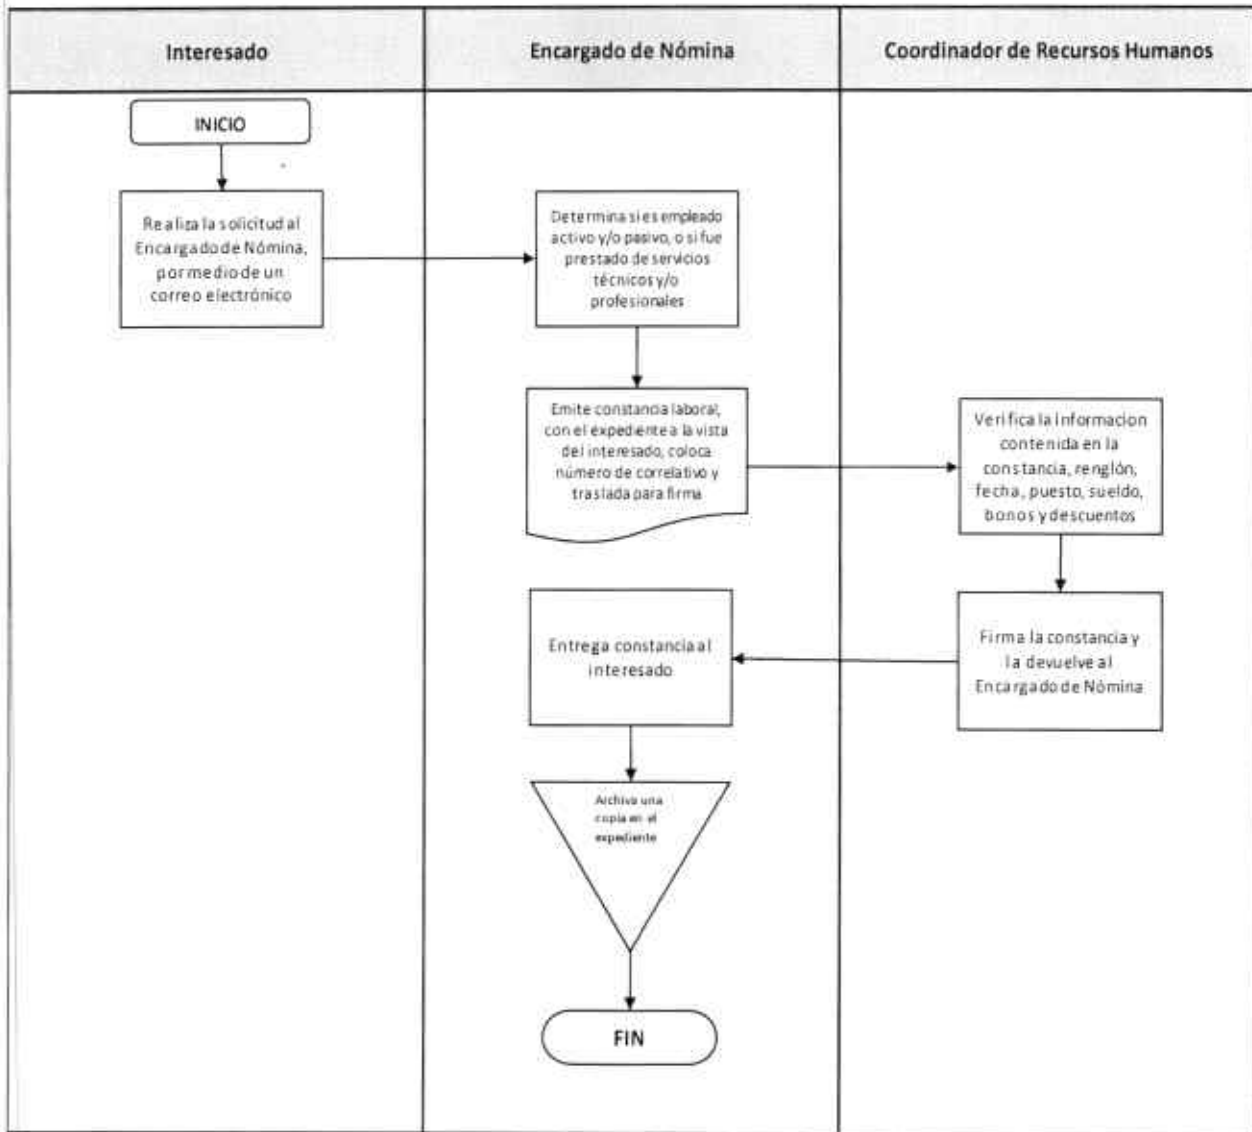 Interesado
Encargado de Nómina
Coordinador de Recursos Humanos
INICIO
Realiza la solicitud al
Encargado de Nómina,
por medio de un
correo electrónico
Determina si es empleado
activo y/o pasivo, o si fue
prestado de servicios
técnicos y/o
profesionales
Emite constancia laboral,
con el expediente a la vista
del interesado, coloca
número de correlativo y
traslada para firma
Verifica la informacion
contenida en la
constancia, renglón,
fecha, puesto, sueldo,
bonos y descuentos
Firma la constancia y
la devuelve al
Encargado de Nómina
Entrega constancia al
interesado
Archiva una
copia en el
expediente
FIN